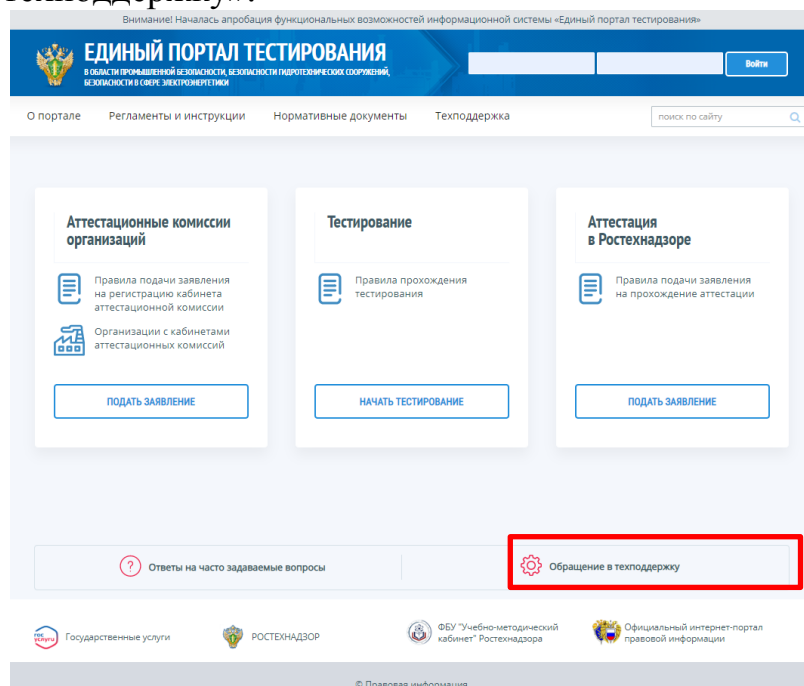 техподдержку».
Внимание! Началась апробация функциональных возможностей информационной системы «Единый портал тестирования»
ЕДИНЫЙ ПОРТАЛ ТЕСТИРОВАНИЯ
В ОБЛАСТИ ПРОМЫШЛЕННОЙ БЕЗОПАСНОСТИ, БЕЗОПАСНОСТИ ГИДРОТЕХНИЧЕСКИХ СООРУЖЕНИЙ,
БЕЗОПАСНОСТИ В СФЕРЕ ЭЛЕКТРОЭНЕРГЕТИКИ
Войти
О портале Регламенты и инструкции Нормативные документы Техподдержка поиск по сайту
Аттестационные комиссии
организаций
Правила подачи заявления
на регистрацию кабинета
аттестационной комиссии
Организации с кабинетами
аттестационных комиссий
ПОДАТЬ ЗАЯВЛЕНИЕ
Тестирование
Правила прохождения
тестирования
НАЧАТЬ ТЕСТИРОВАНИЕ
Аттестация
в Ростехнадзоре
Правила подачи заявления
на прохождение аттестации
ПОДАТЬ ЗАЯВЛЕНИЕ
? Ответы на часто задаваемые вопросы
Обращение в техподдержку
гос
услуги
Государственные услуги
РОСТЕХНАДЗОР
ФБУ "Учебно-методический
кабинет" Ростехнадзора
Официальный интернет-портал
правовой информации
© Правовая информация